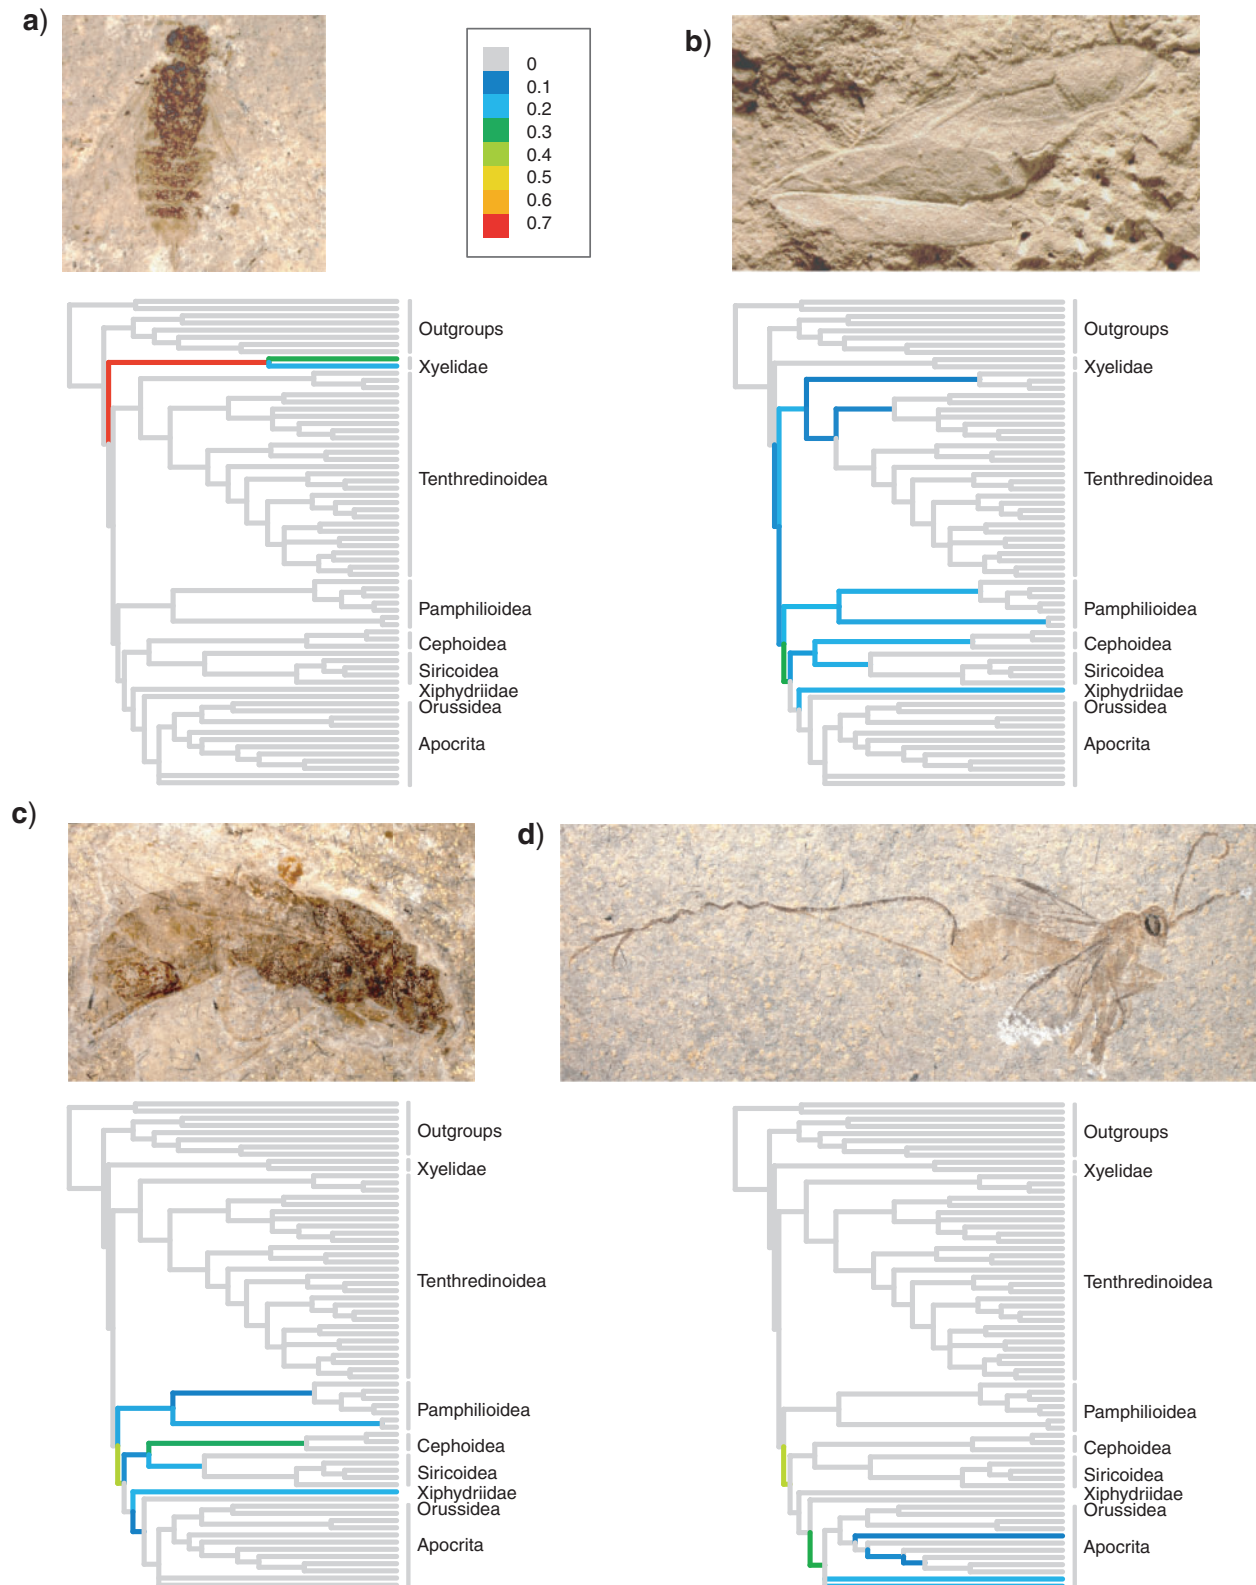 a)
0
0.1
0.2
0.3
0.4
0.5
0.6
0.7
b)
Outgroups
Xyelidae
Tenthredinoidea
Pamphilioidea
Cephoidea
Siricoidea
Xiphydriidae
Orussidea
Apocrita
Outgroups
Xyelidae
Tenthredinoidea
Pamphilioidea
Cephoidea
Siricoidea
Xiphydriidae
Orussidea
Apocrita
c)
d)
Outgroups
Xyelidae
Tenthredinoidea
Pamphilioidea
Cephoidea
Siricoidea
Xiphydriidae
Orussidea
Apocrita
Outgroups
Xyelidae
Tenthredinoidea
Pamphilioidea
Cephoidea
Siricoidea
Xiphydriidae
Orussidea
Apocrita